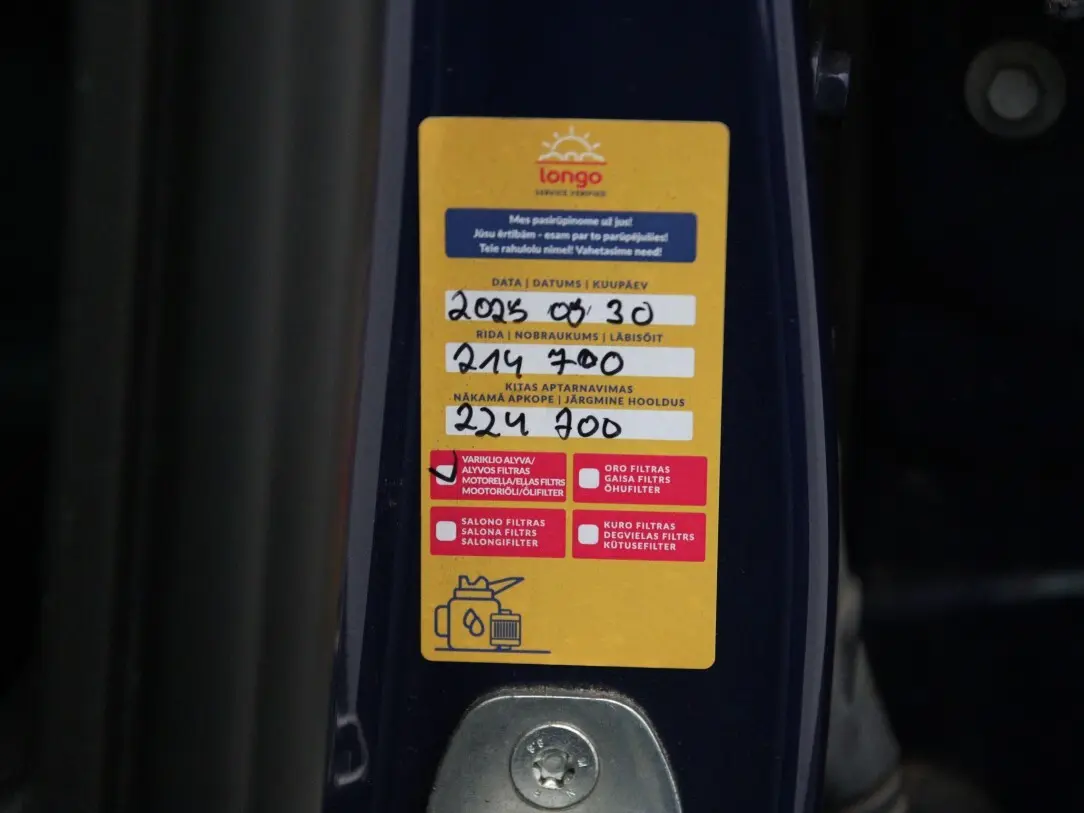 longo
SERVICE VERIFIED
Mes pasirūpinome už jus!
Jūsu ērtībām - esam par to parūpējušies!
Teie rahulolu nimel! Vahetasime need!
DATA | DATUMS | KUUPÄEV
2025 05 30
RIDA | NOBRAUKUMS | LÄBISÕIT
214 700
KITAS APTARNAVIMAS
NĀKAMĀ APKOPE | JÄRGMINE HOOLDUS
224 700
VARIKLIO ALYVA/
ALYVOS FILTRAS
MOTOREĻĻA/EĻĻAS FILTRS
MOOTORIÕLI/ÕLIFILTER
ORO FILTRAS
GAISA FILTRS
ÕHUFILTER
SALONO FILTRAS
SALONA FILTRS
SALONGIFILTER
KURO FILTRAS
DEGVIELAS FILTRS
KÜTUSEFILTER